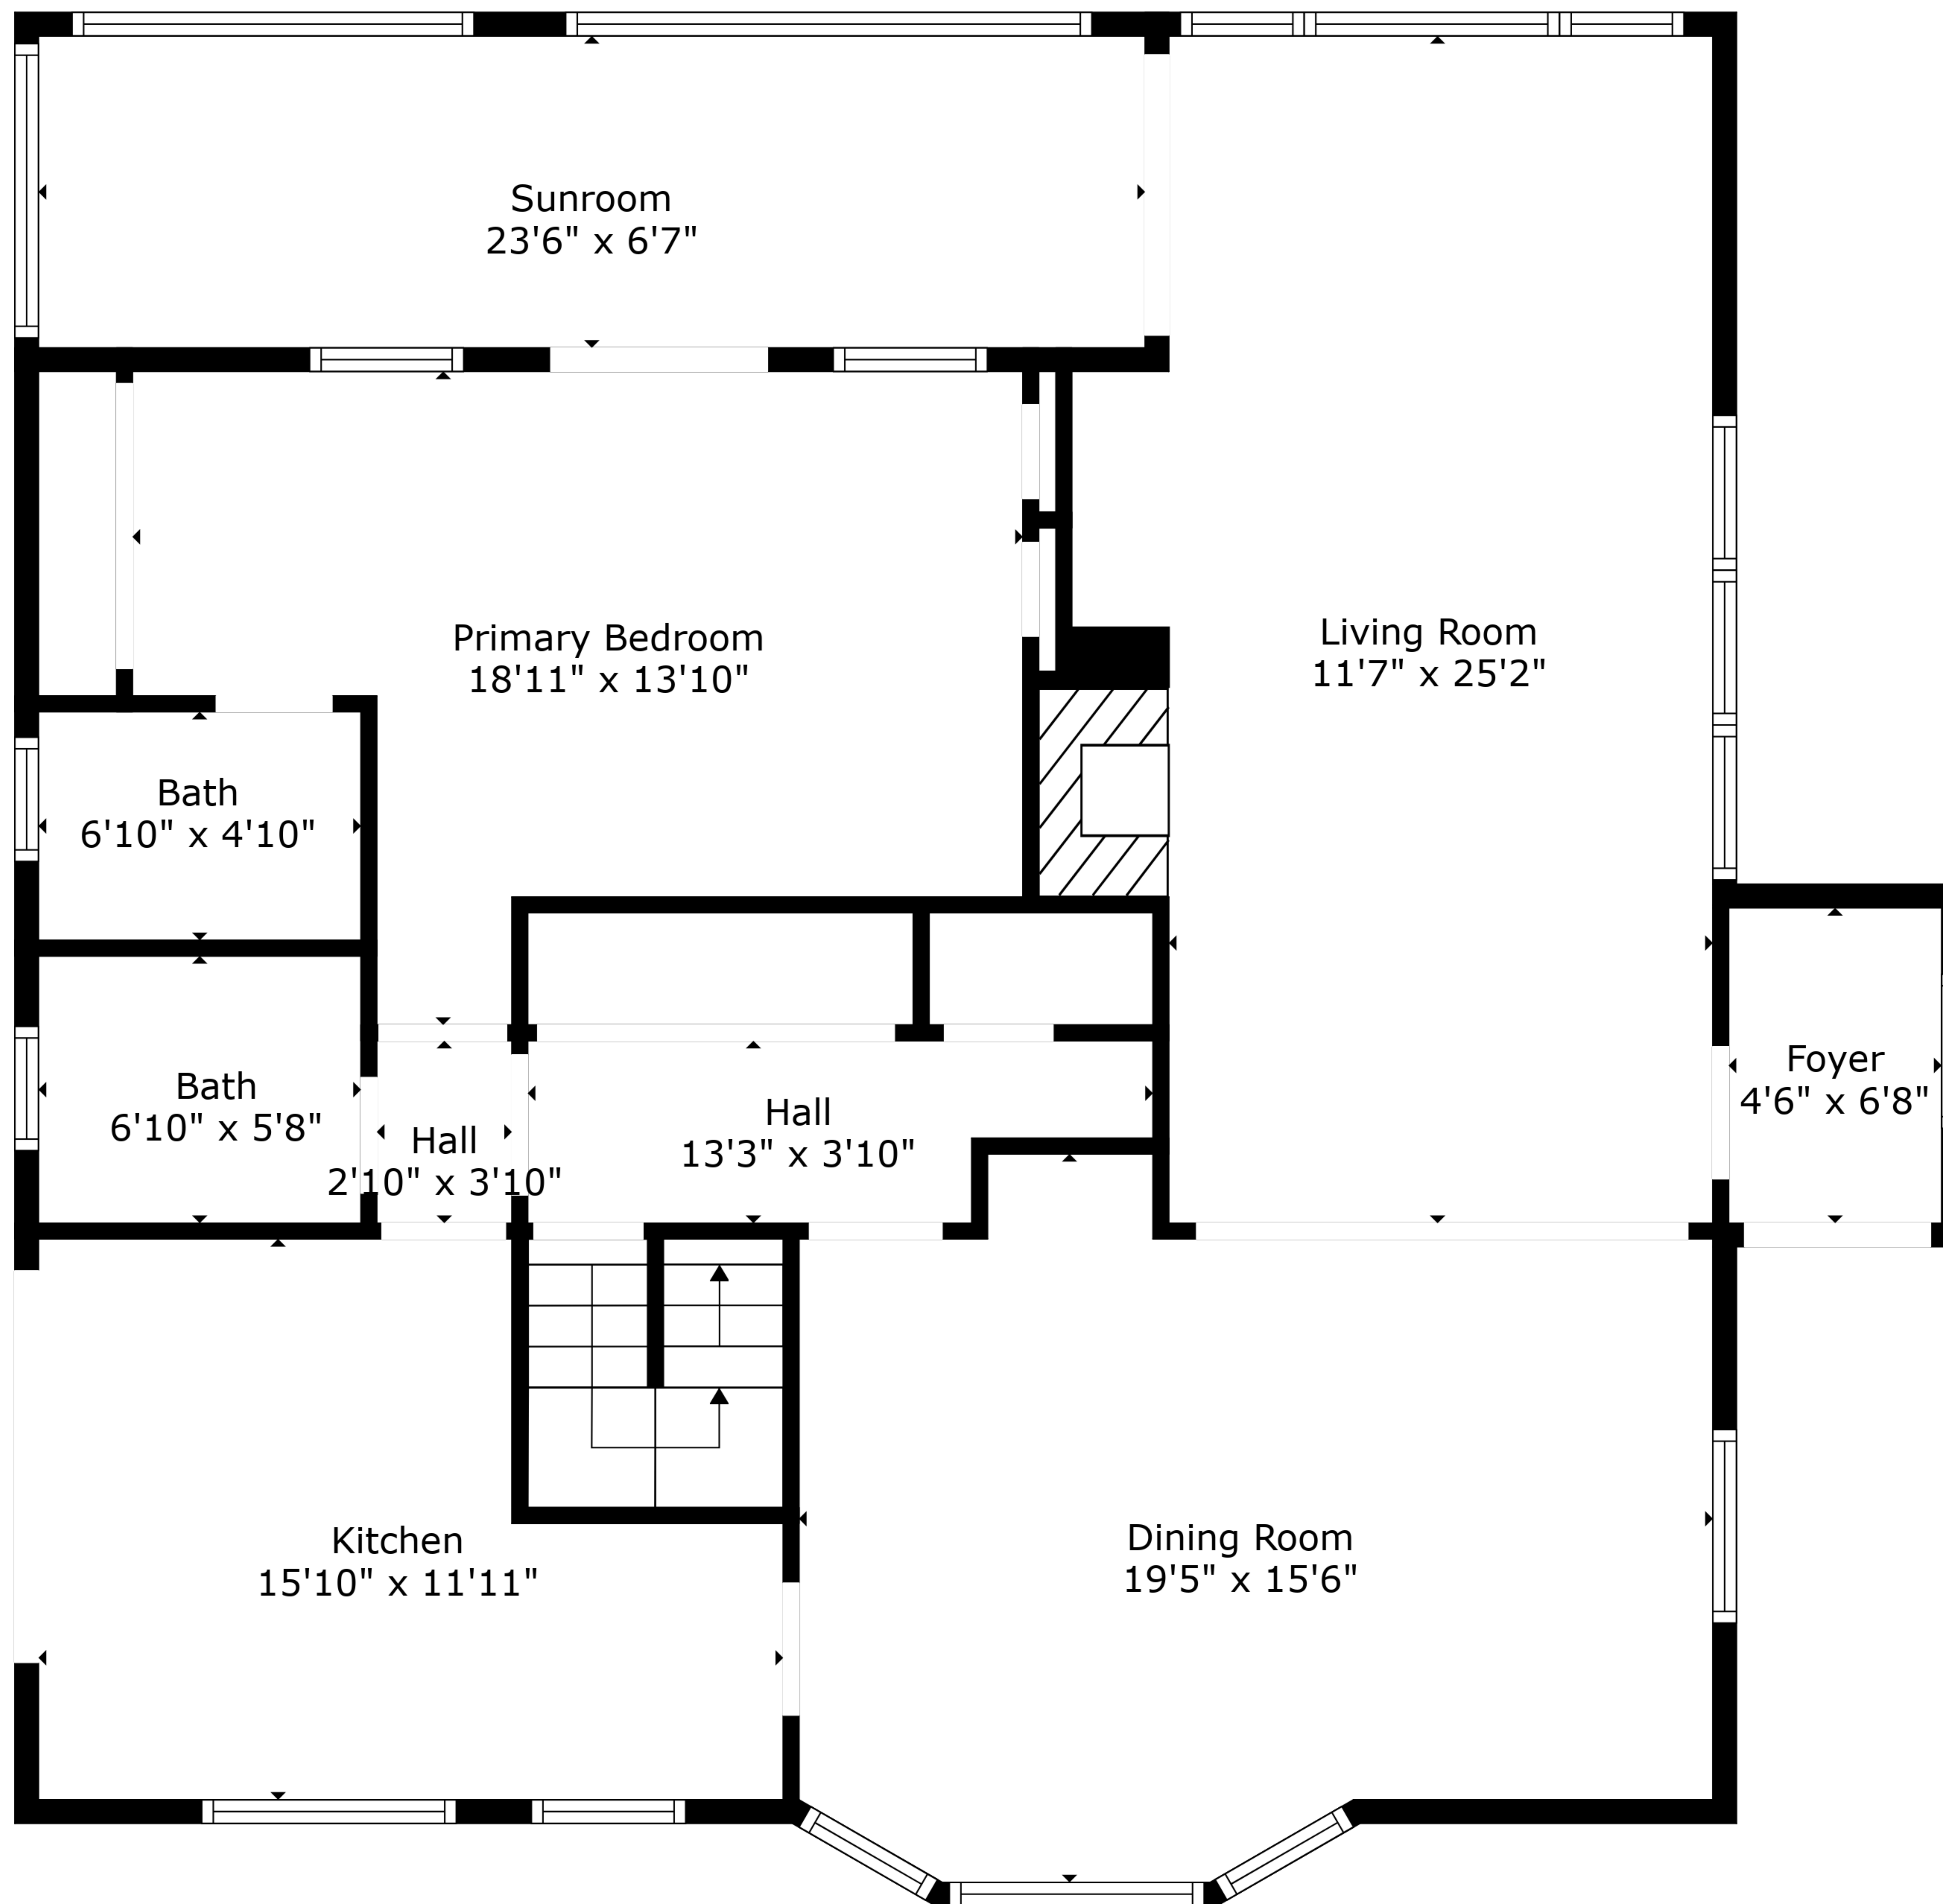 Sunroom
23'6" x 6'7"
Primary Bedroom
18'11" x 13'10"
Living Room
11'7" x 25'2"
Bath
6'10" x 4'10"
Bath
6'10" x 5'8"
Hall
2'10" x 3'10"
Hall
13'3" x 3'10"
Foyer
4'6" x 6'8"
Kitchen
15'10" x 11'11"
Dining Room
19'5" x 15'6"